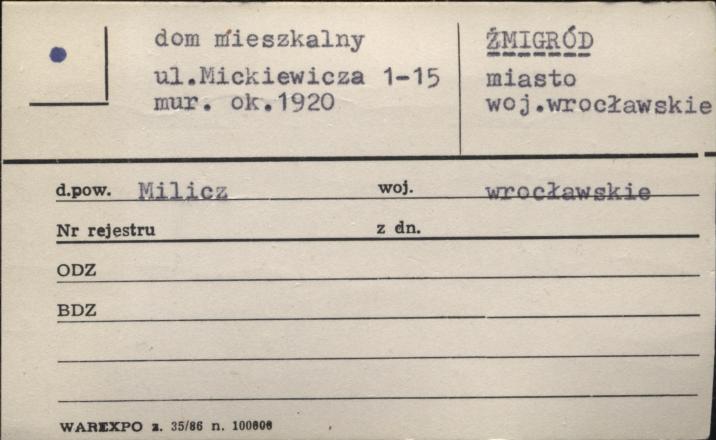 dom mieszkalny
ul.Mickiewicza 1-15
mur. ok.1920
ŻMIGRÓD
miasto
woj.wrocławskie
d.pow. Milicz woj. wrocławskie
Nr rejestru z dn.
ODZ
BDZ
WAREXPO z. 35/86 n. 100000